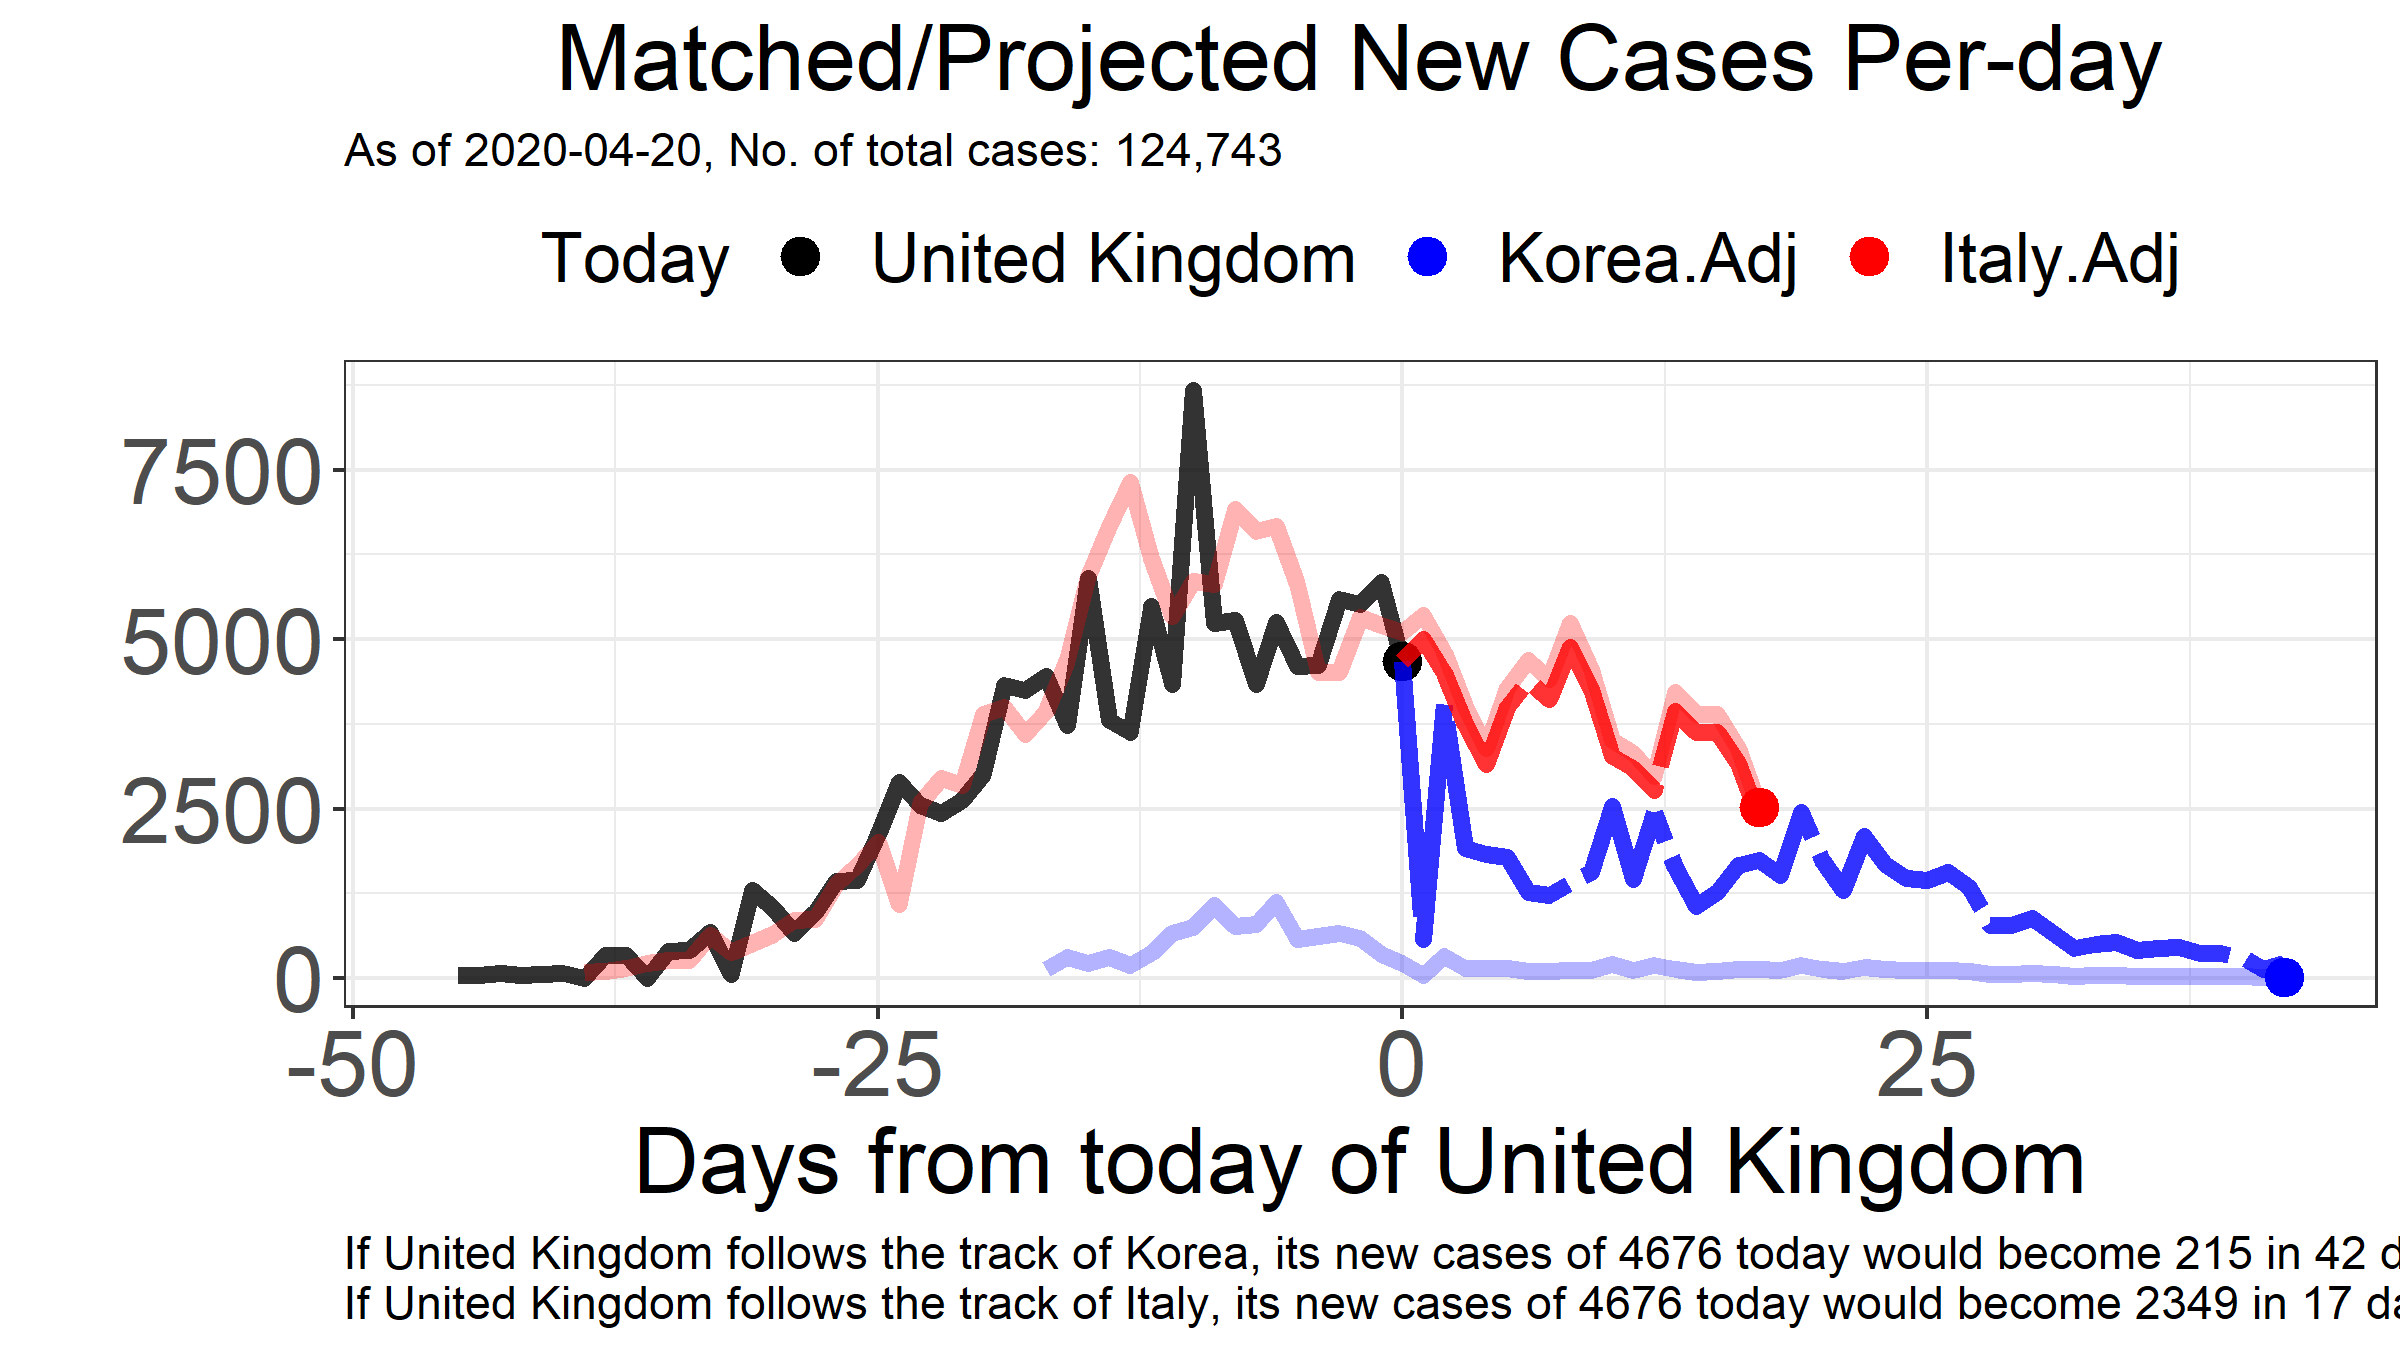 Matched/Projected New Cases Per-day
As of 2020-04-20, No. of total cases: 124,743
Today United Kingdom Korea.Adj Italy.Adj
7500
5000
2500
0
-50 -25 0 25
Days from today of United Kingdom
If United Kingdom follows the track of Korea, its new cases of 4676 today would become 215 in 42
If United Kingdom follows the track of Italy, its new cases of 4676 today would become 2349 in 17